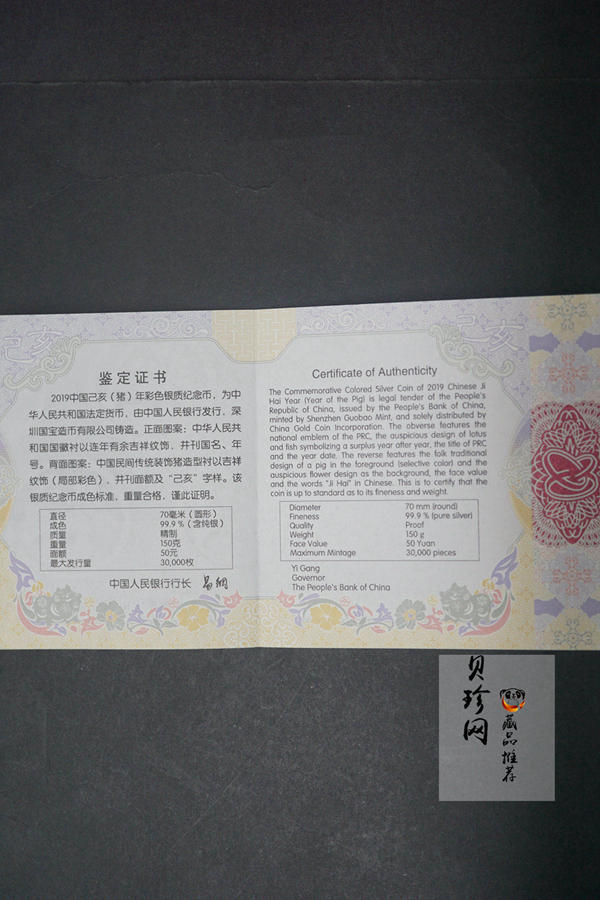 己亥
鉴定证书
2019中国己亥（猪）年彩色银质纪念币，为中
华人民共和国法定货币，由中国人民银行发行，深
圳国宝造币有限公司铸造。正面图案：中华人民共
和国国徽衬以连年有余吉祥纹饰，并刊国名、年
号。背面图案：中国民间传统装饰猪造型衬以吉祥
纹饰（局部彩色），并刊面额及“己亥”字样。该
银质纪念币成色标准，重量合格，谨此证明。
直径 70毫米（圆形）
成色 99.9％（含纯银）
质量 精制
重量 150克
面额 50元
最大发行量 30,000枚
中国人民银行行长 易纲
己亥
Certificate of Authenticity
The Commemorative Colored Silver Coin of 2019 Chinese Ji
Hai Year (Year of the Pig) is legal tender of the People's
Republic of China, issued by the People's Bank of China,
minted by Shenzhen Guobao Mint, and solely distributed by
China Gold Coin Incorporation. The obverse features the
national emblem of the PRC, the auspicious design of lotus
and fish symbolizing a surplus year after year, the title of PRC
and the year date. The reverse features the folk traditional
design of a pig in the foreground (selective color) and the
auspicious flower design as the background, the face value
and the words "Ji Hai" in Chinese. This is to certify that the
coin is up to standard as to its fineness and weight.
Diameter 70 mm (round)
Fineness 99.9 % (pure silver)
Quality Proof
Weight 150 g
Face Value 50 Yuan
Maximum Mintage 30,000 pieces
Yi Gang
Governor
The People's Bank of China
贝珍网
藏品推荐